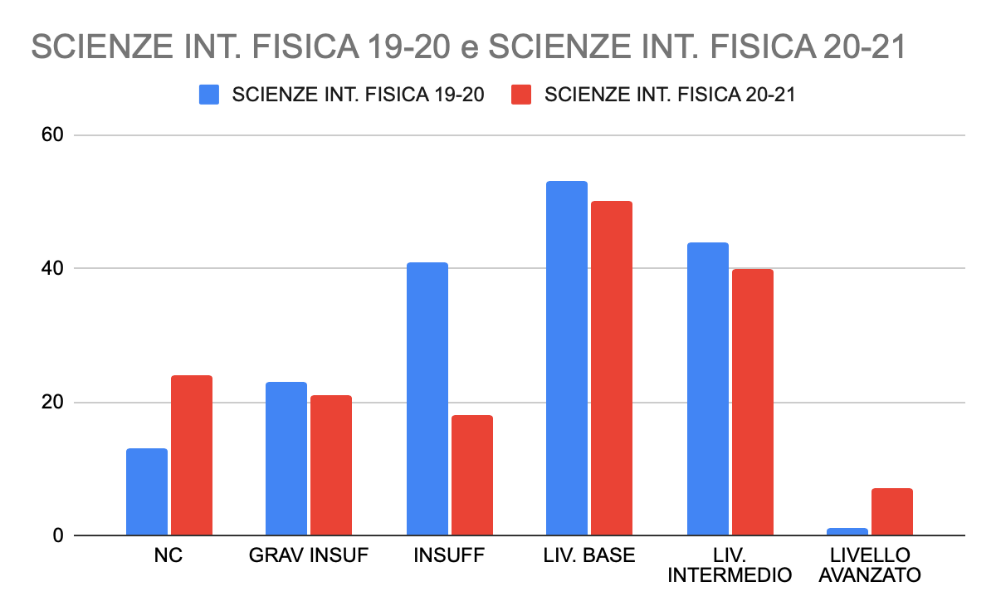 SCIENZE INT. FISICA 19-20 e SCIENZE INT. FISICA 20-21
SCIENZE INT. FISICA 19-20 SCIENZE INT. FISICA 20-21
60
40
20
0
NC GRAV INSUF INSUFF LIV. BASE LIV. INTERMEDIO LIVELLO AVANZATO